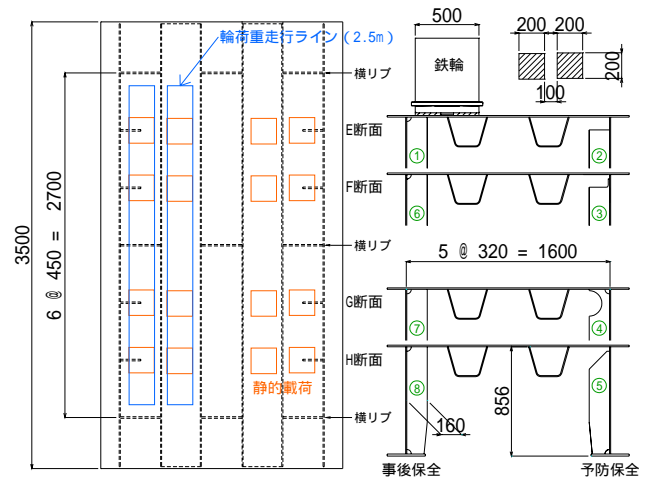 輪荷重走行ライン(2.5m)
横リブ
E断面
F断面
横リブ
G断面
H断面
横リブ
静的載荷
3500
6 @ 450 = 2700
500
鉄輪
200 200
200
100
① ②
⑥ ③
5 @ 320 = 1600
⑦ ④
⑧ ⑤
856
160
事後保全 予防保全